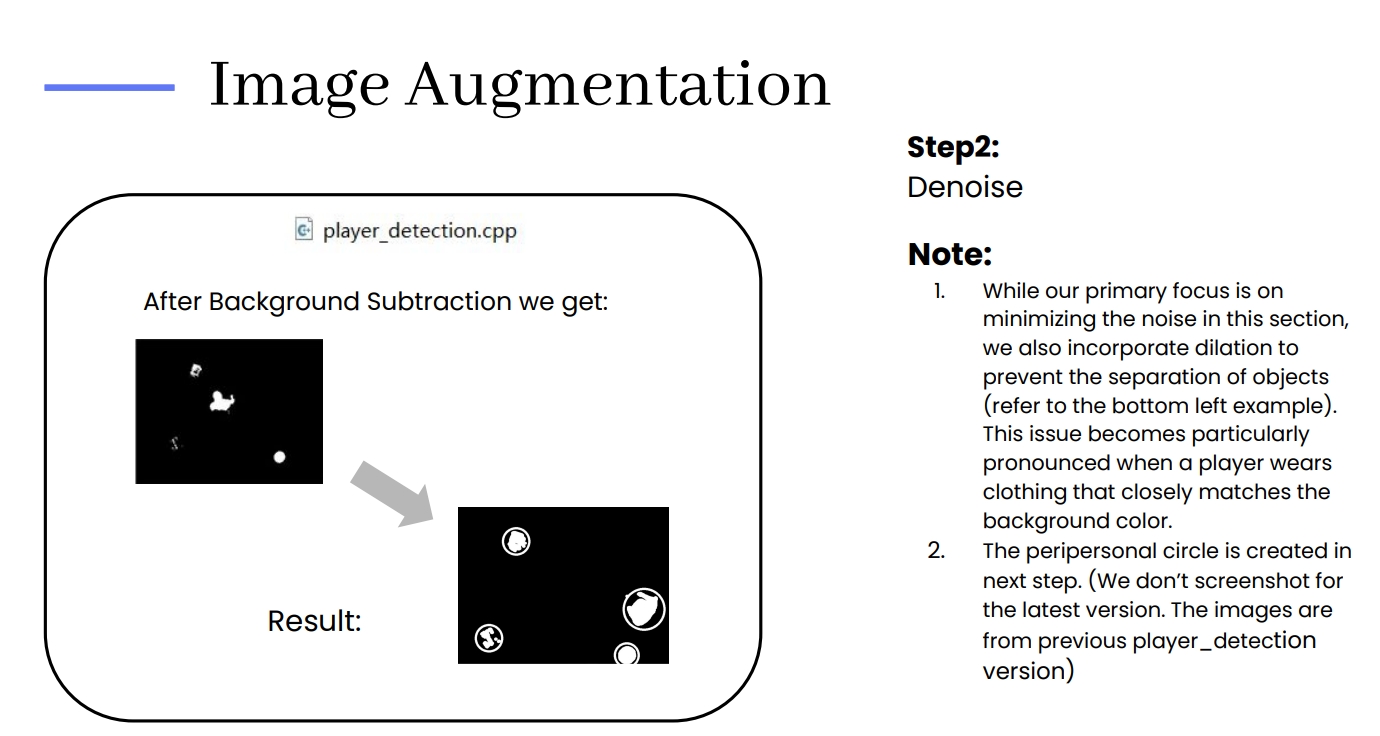 Image Augmentation
player_detection.cpp
After Background Subtraction we get:
Result:
Step2:
Denoise
Note:
1. While our primary focus is on
minimizing the noise in this section,
we also incorporate dilation to
prevent the separation of objects
(refer to the bottom left example).
This issue becomes particularly
pronounced when a player wears
clothing that closely matches the
background color.
2. The peripersonal circle is created in
next step. (We don’t screenshot for
the latest version. The images are
from previous player_detection
version)